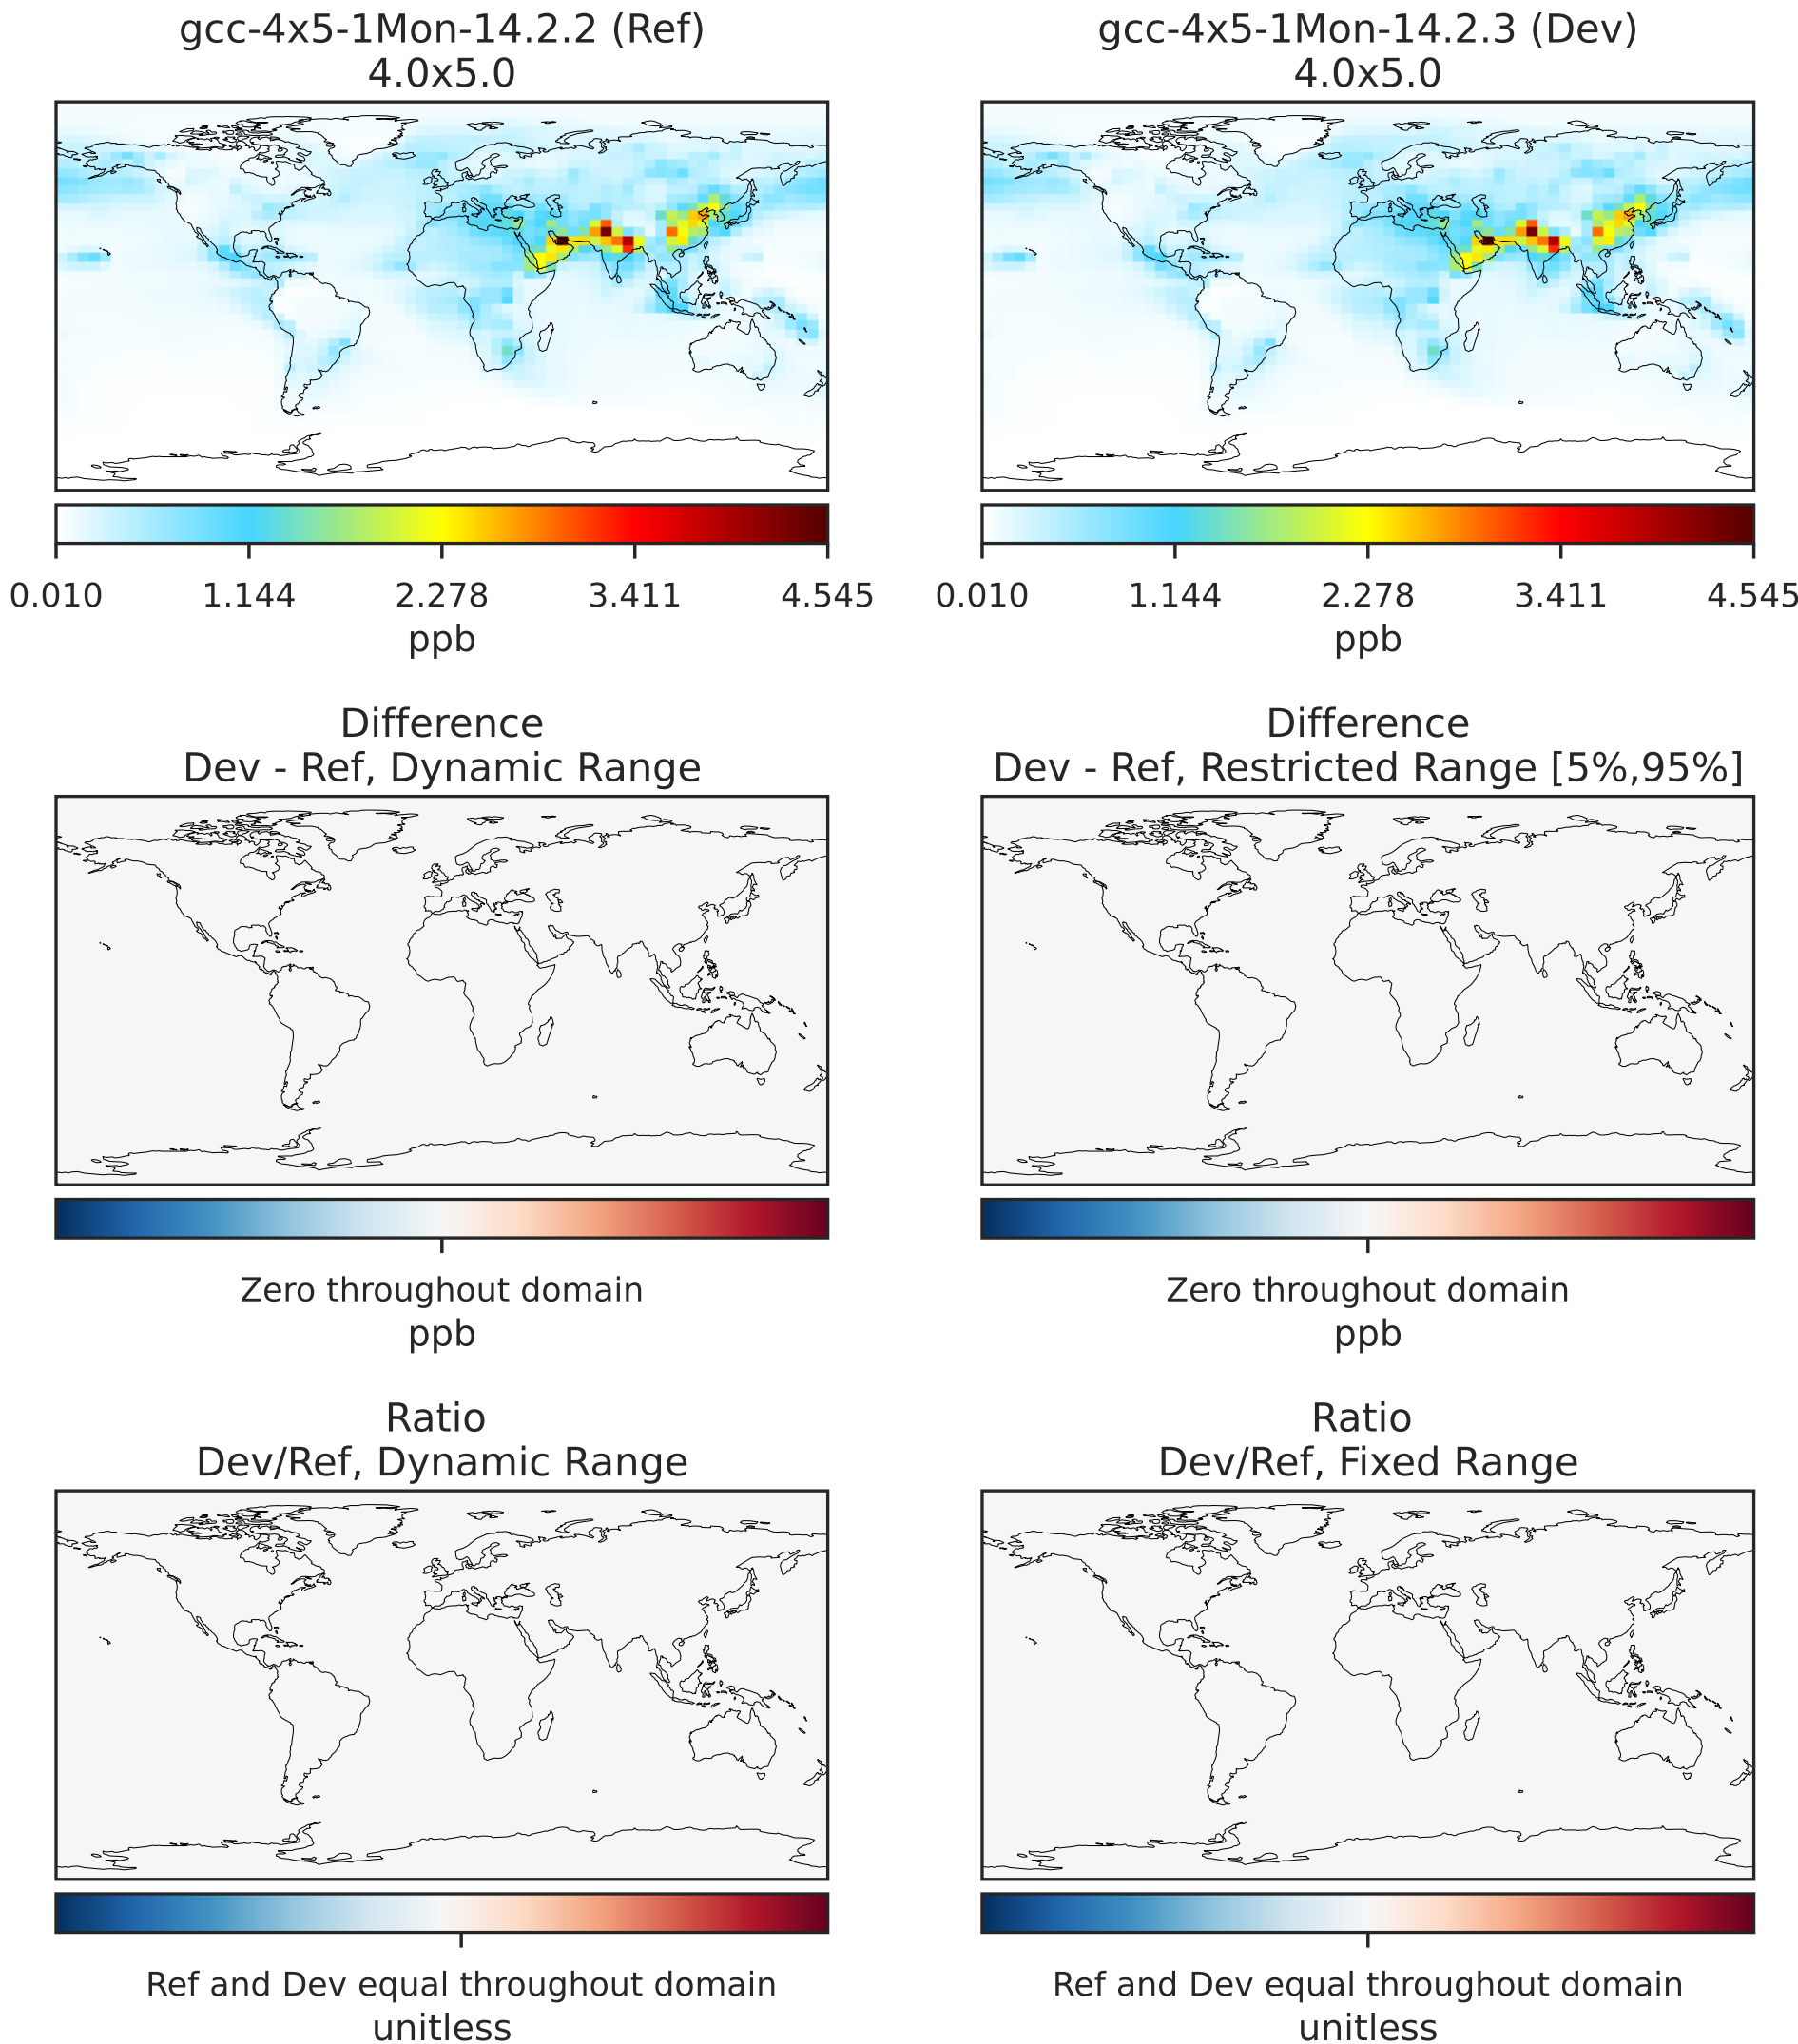 gcc-4x5-1Mon-14.2.2 (Ref)
4.0x5.0
gcc-4x5-1Mon-14.2.3 (Dev)
4.0x5.0
0.010 1.144 2.278 3.411 4.545
ppb
0.010 1.144 2.278 3.411 4.545
ppb
Difference
Dev - Ref, Dynamic Range
Difference
Dev - Ref, Restricted Range [5%,95%]
Zero throughout domain
ppb
Zero throughout domain
ppb
Ratio
Dev/Ref, Dynamic Range
Ratio
Dev/Ref, Fixed Range
Ref and Dev equal throughout domain
unitless
Ref and Dev equal throughout domain
unitless